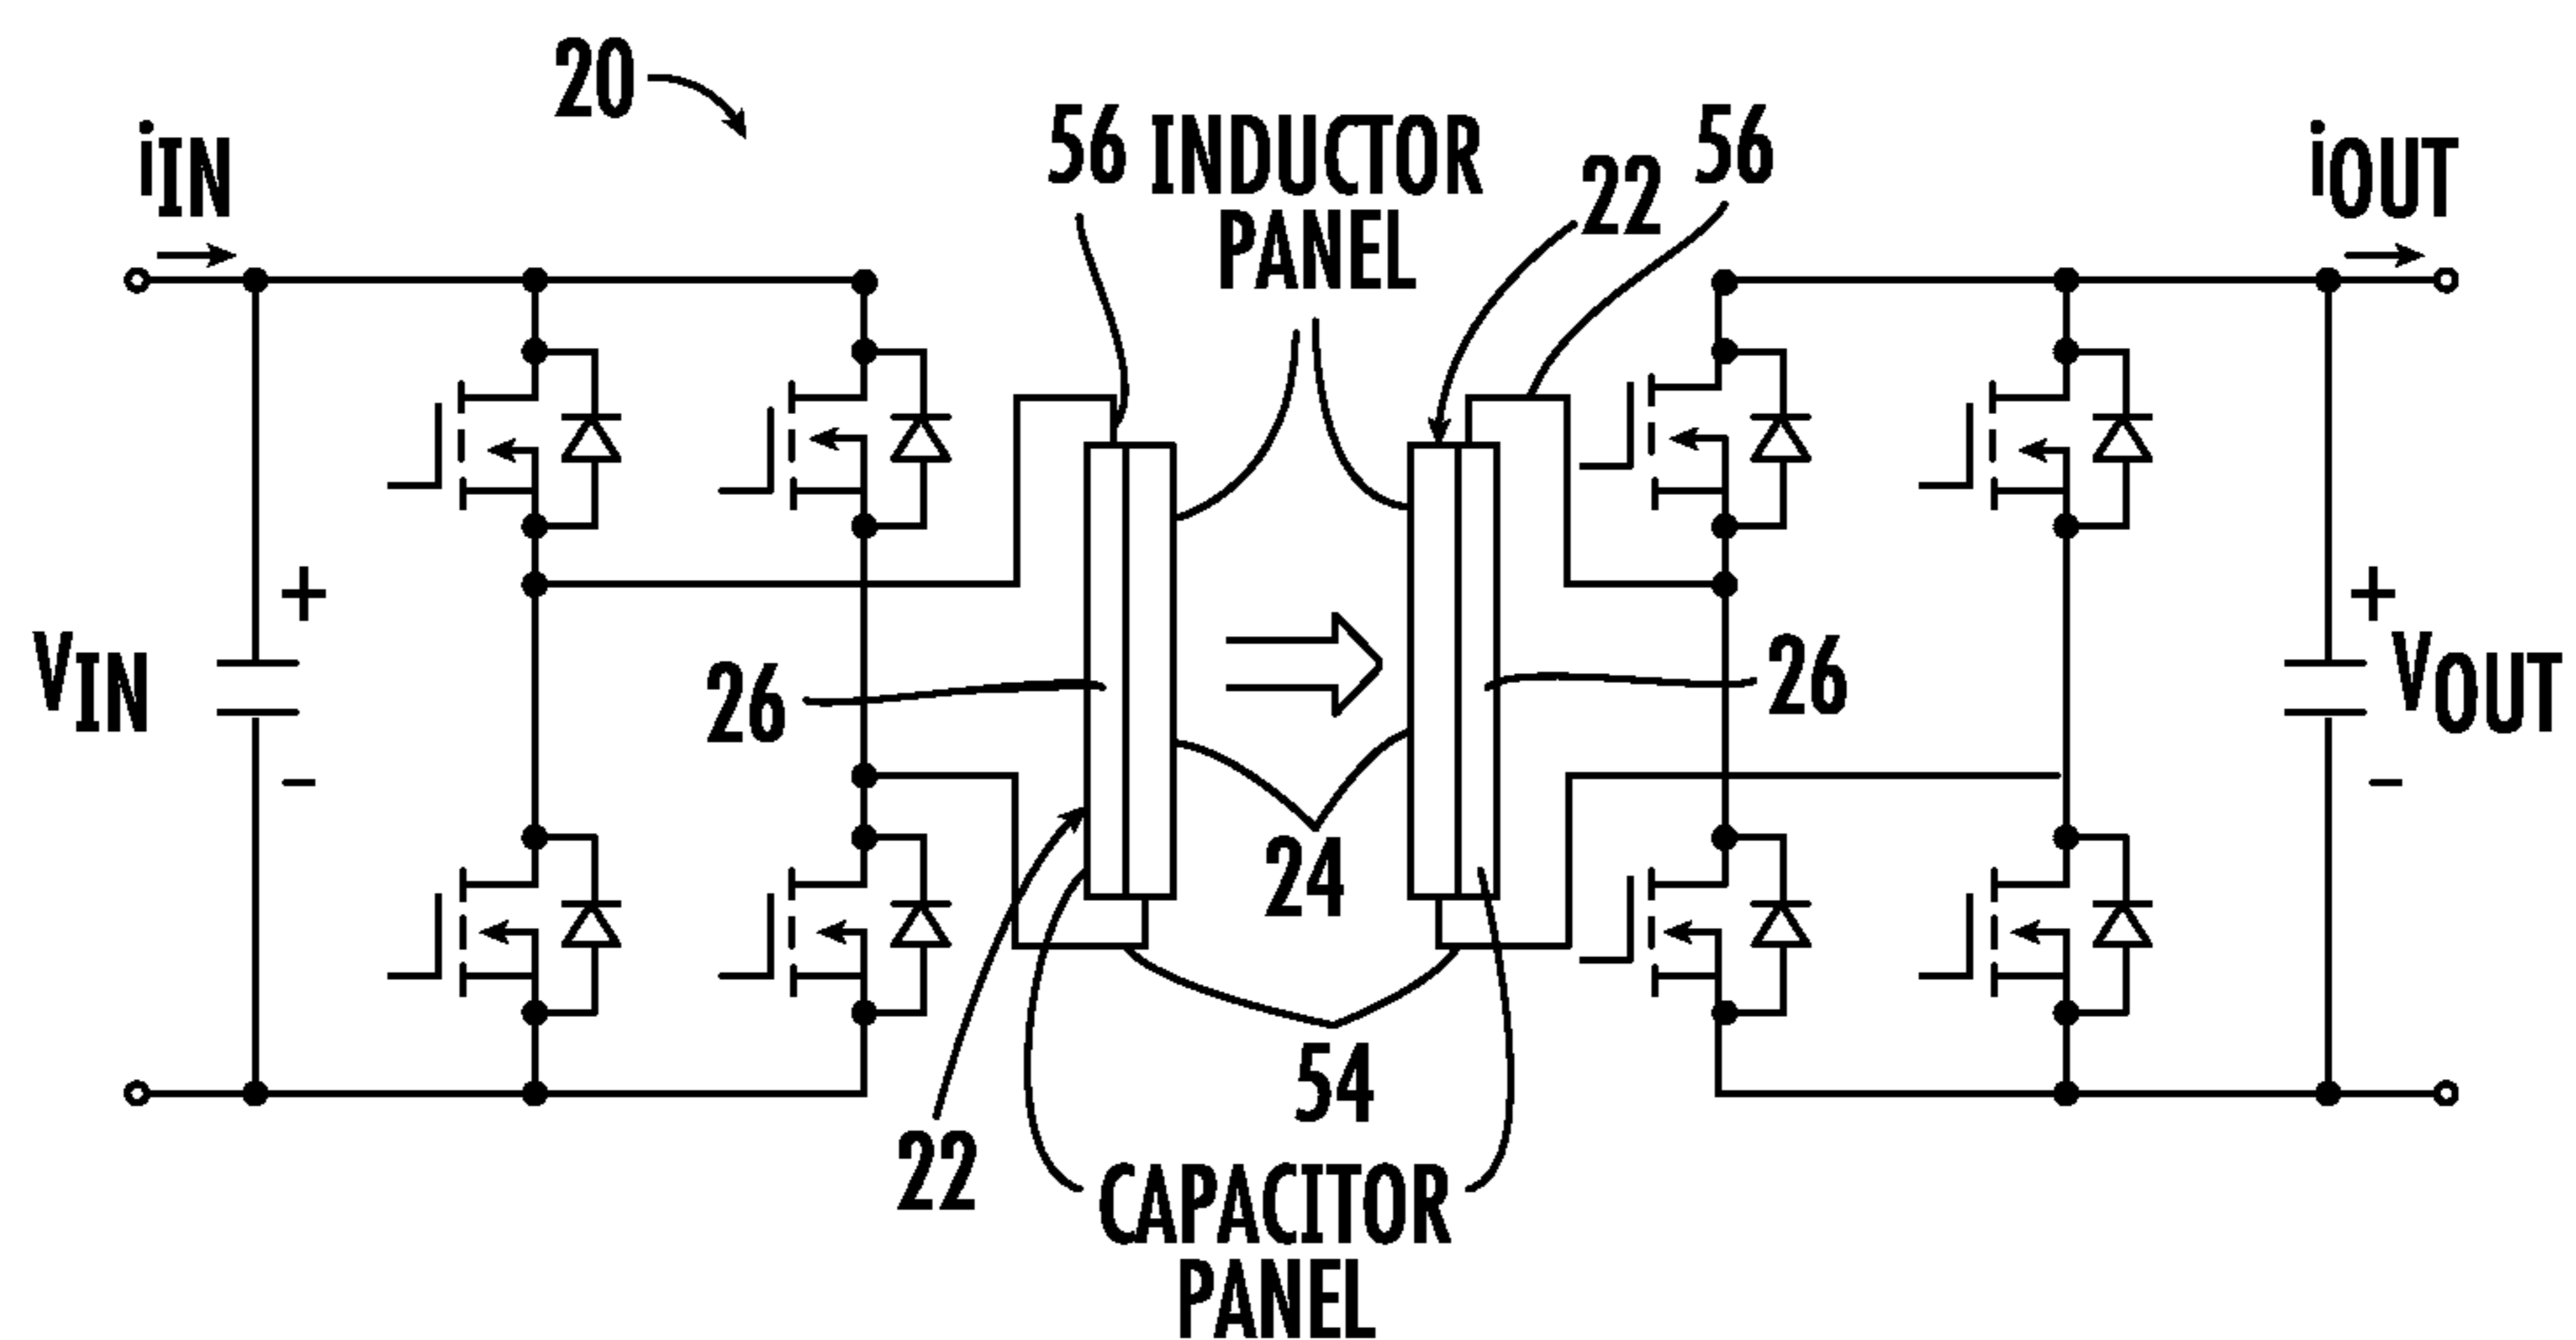 20
iIN
56
INDUCTOR
PANEL
22
56
iOUT
+
VIN
−
26
26
+
VOUT
−
24
54
22
CAPACITOR
PANEL